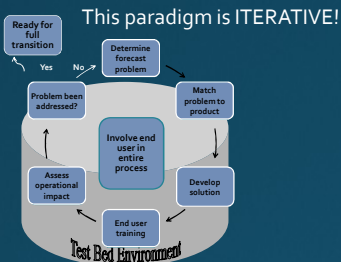 This paradigm is ITERATIVE!
Ready for
full
transition
Yes
No
Determine
forecast
problem
Match
problem to
product
Develop
solution
End user
training
Assess
operational
impact
Problem been
addressed?
Involve end
user in
entire
process
Test Bed Environment